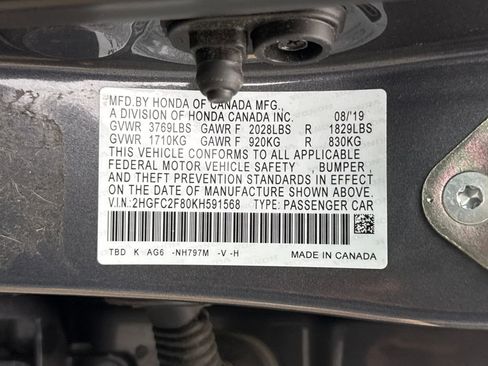 MFD.BY HONDA OF CANADA MFG.,
A DIVISION OF HONDA CANADA INC. 08/'19
GVWR 3769LBS GAWR F 2028LBS R 1829LBS
GVWR 1710KG GAWR F 920KG R 830KG
THIS VEHICLE CONFORMS TO ALL APPLICABLE
FEDERAL MOTOR VEHICLE SAFETY, BUMPER,
AND THEFT PREVENTION STANDARDS IN EFFECT
ON THE DATE OF MANUFACTURE SHOWN ABOVE.
V.I.N.: 2HGFC2F80KH591568 TYPE: PASSENGER CAR
TBD K AG6 -NH797M -V -H
MADE IN CANADA